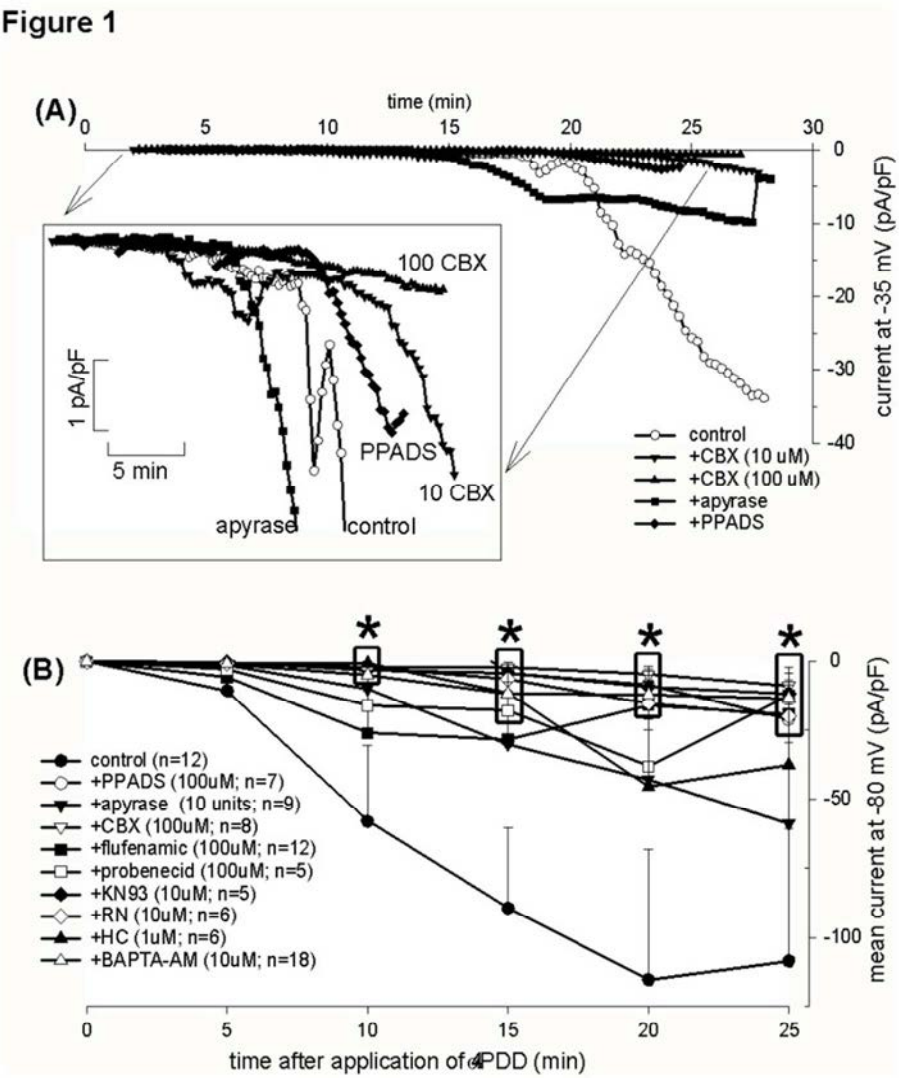 Figure 1
(A)
time (min)
0 5 10 15 20 25 30
0
-10
-20
-30
-40
current at -35 mV (pA/pF)
100 CBX
1 pA/pF
5 min
PPADS
10 CBX
apyrase
control
control
+CBX (10 uM)
+CBX (100 uM)
+apyrase
+PPADS
(B)
* * * *
0
-50
-100
mean current at -80 mV (pA/pF)
control (n=12)
+PPADS (100uM; n=7)
+apyrase (10 units; n=9)
+CBX (100uM; n=8)
+flufenamic (100uM; n=12)
+probenecid (100uM; n=5)
+KN93 (10uM; n=5)
+RN (10uM; n=6)
+HC (1uM; n=6)
+BAPTA-AM (10uM; n=18)
0 5 10 15 20 25
time after application of PDD (min)